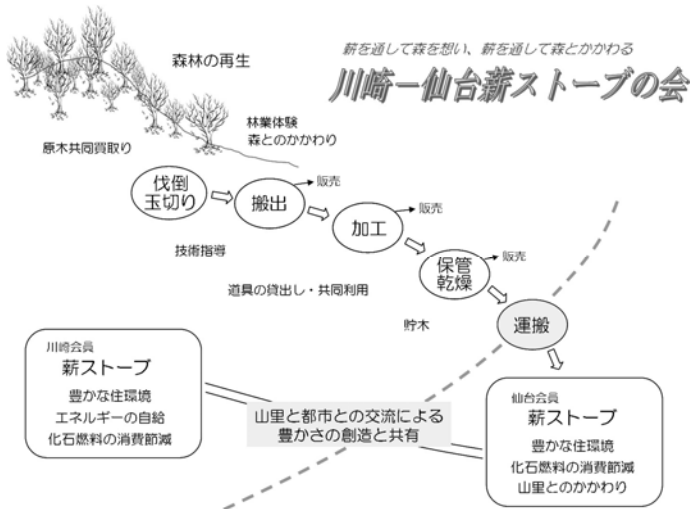 薪を通して森を想い、薪を通して森とかかわる
川崎－仙台薪ストーブの会
森林の再生
林業体験
森とのかかわり
原木共同買取り
伐倒
玉切り
搬出
販売
加工
販売
保管
乾燥
販売
運搬
技術指導
道具の貸出し・共同利用
貯木
川崎会員
薪ストーブ
豊かな住環境
エネルギーの自給
化石燃料の消費節減
山里と都市との交流による
豊かさの創造と共有
仙台会員
薪ストーブ
豊かな住環境
化石燃料の消費節減
山里とのかかわり